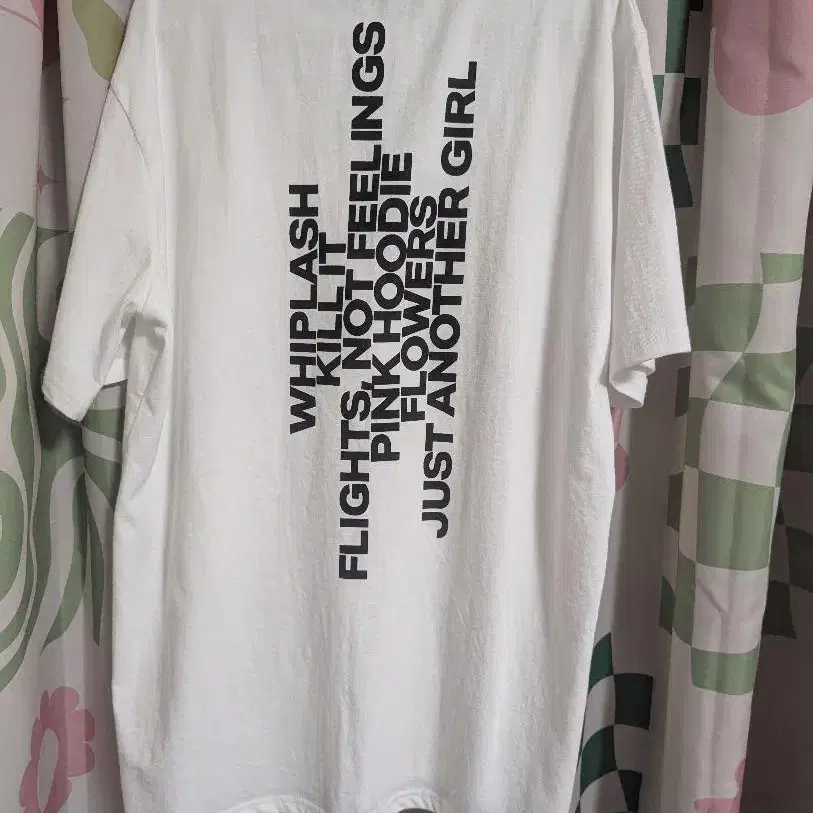 WHIPLASH
KILL IT
FLIGHTS, NOT FEELINGS
PINK HOODIE
FLOWERS
JUST ANOTHER GIRL